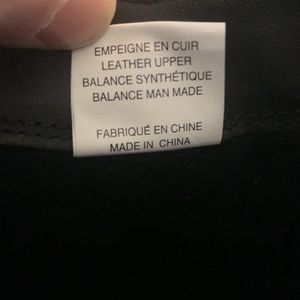 EMPEIGNE EN CUIR
LEATHER UPPER
BALANCE SYNTHÉTIQUE
BALANCE MAN MADE
FABRIQUÉ EN CHINE
MADE IN CHINA